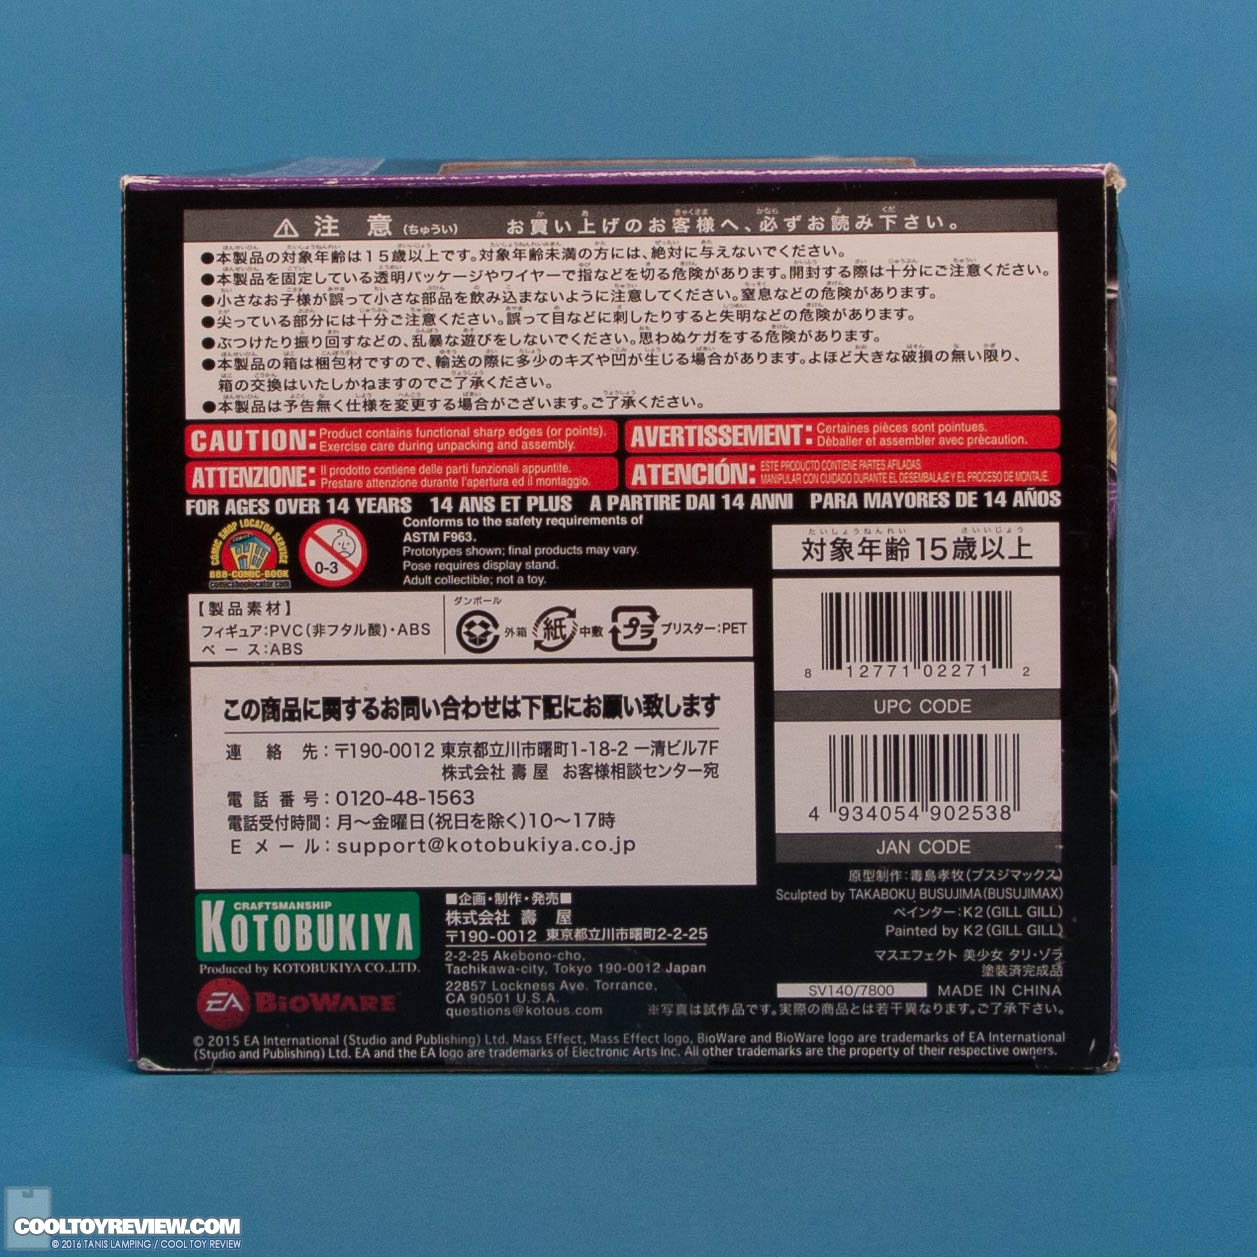 ⚠ 注意 (ちゅうい) お買い上げのお客様へ、必ずお読み下さい。
●本製品の対象年齢は15歳以上です。対象年齢未満の方には、絶対に与えないでください。
●本製品を固定している透明パッケージやワイヤーで指などを切る危険があります。開封する際は十分にご注意ください。
●小さなお子様が誤って小さな部品を飲み込まないように注意してください。窒息などの危険があります。
●尖っている部分には十分ご注意ください。誤って目などに刺したりすると失明などの危険があります。
●ぶつけたり振り回すなどの、乱暴な遊びをしないでください。思わぬケガをする危険があります。
●本製品の箱は梱包材ですので、輸送の際に多少のキズや凹が生じる場合があります。よほど大きな破損の無い限り、
箱の交換はいたしかねますのでご了承ください。
●本製品は予告無く仕様を変更する場合がございます。ご了承ください。
CAUTION: Product contains functional sharp edges (or points).
Exercise care during unpacking and assembly.
AVERTISSEMENT: Certaines pièces sont pointues.
Dèballer et assembler avec prècaution.
ATTENZIONE: Il prodotto contiene delle parti funzionali appuntite.
Prestare attenzione durante l'apertura ed il montaggio.
ATENCIÓN: ESTE PRODUCTO CONTIENE PARTES AFILADAS.
MANIPULAR CON CUIDADO DURANTE EL DESEMBALAJE Y EL PROCESO DE MONTAJE.
FOR AGES OVER 14 YEARS 14 ANS ET PLUS A PARTIRE DAI 14 ANNI PARA MAYORES DE 14 AÑOS
COMIC SHOP LOCATOR SERVICE
888-COMIC-BOOK
comicshoplocator.com
0-3
Conforms to the safety requirements of
ASTM F963.
Prototypes shown; final products may vary.
Pose requires display stand.
Adult collectible; not a toy.
たいしょうねんれい さいいじょう
対象年齢15歳以上
【製品素材】
フィギュア:PVC(非フタル酸)・ABS
ベース:ABS
ダンボール
外箱 紙 中敷 プラ ブリスター:PET
8 12771 02271 2
UPC CODE
4 934054 902538
JAN CODE
この商品に関するお問い合わせは下記にお願い致します
連絡先:〒190-0012 東京都立川市曙町1-18-2 一清ビル7F
株式会社 壽屋 お客様相談センター宛
電話番号:0120-48-1563
電話受付時間:月〜金曜日(祝日を除く)10〜17時
Eメール:support@kotobukiya.co.jp
原型制作:毒島孝牧(ブスジマックス)
Sculpted by TAKABOKU BUSUJIMA(BUSUJIMAX)
ペインター:K2(GILL GILL)
Painted by K2(GILL GILL)
マスエフェクト 美少女 タリ・ゾラ
塗装済完成品
SV140/7800 MADE IN CHINA
※写真は試作品です。実際の商品とは若干異なります。ご了承下さい。
CRAFTSMANSHIP
KOTOBUKIYA
Produced by KOTOBUKIYA CO.,LTD.
EA BIOWARE
■企画・制作・発売■
株式会社 壽屋
〒190-0012 東京都立川市曙町2-2-25
2-2-25 Akebono-cho,
Tachikawa-city, Tokyo 190-0012 Japan
22857 Lockness Ave. Torrance,
CA 90501 U.S.A.
questions@kotous.com
© 2015 EA International (Studio and Publishing) Ltd. Mass Effect, Mass Effect logo, BioWare and BioWare logo are trademarks of EA International
(Studio and Publishing) Ltd. EA and the EA logo are trademarks of Electronic Arts Inc. All other trademarks are the property of their respective owners.
COOLTOYREVIEW.COM
© 2016 TANIS LAMPING / COOL TOY REVIEW